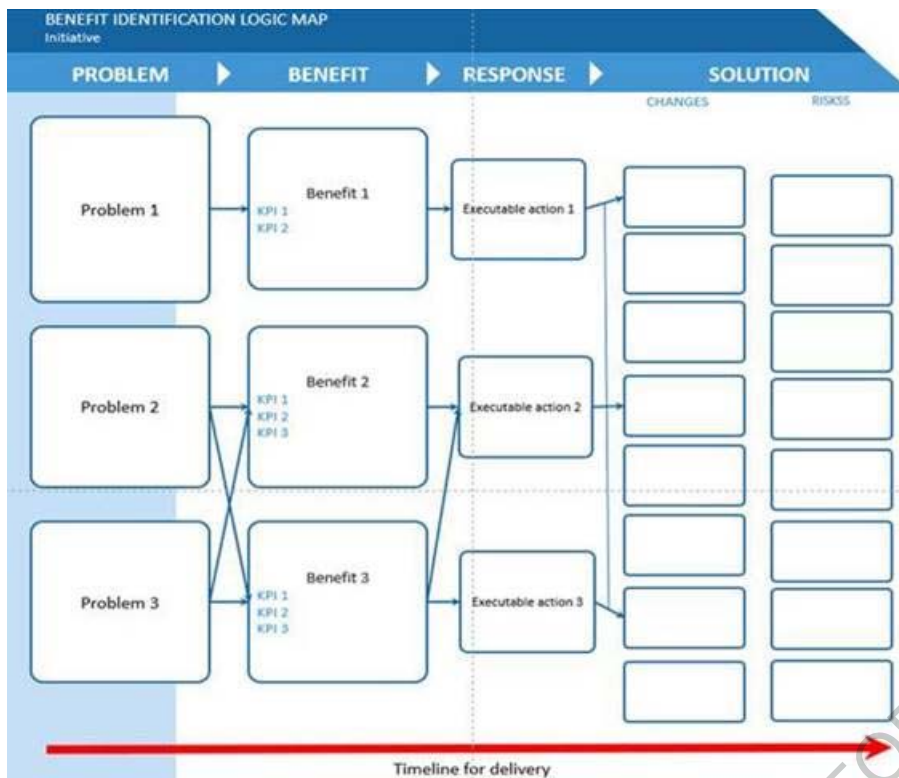 BENEFIT IDENTIFICATION LOGIC MAP
Initiative
PROBLEM
BENEFIT
RESPONSE
SOLUTION
CHANGES
RISKSS
Problem 1
Benefit 1
KPI 1
KPI 2
Executable action 1
Problem 2
Benefit 2
KPI 1
KPI 2
KPI 3
Executable action 2
Problem 3
Benefit 3
KPI 1
KPI 2
KPI 3
Executable action 3
Timeline for delivery